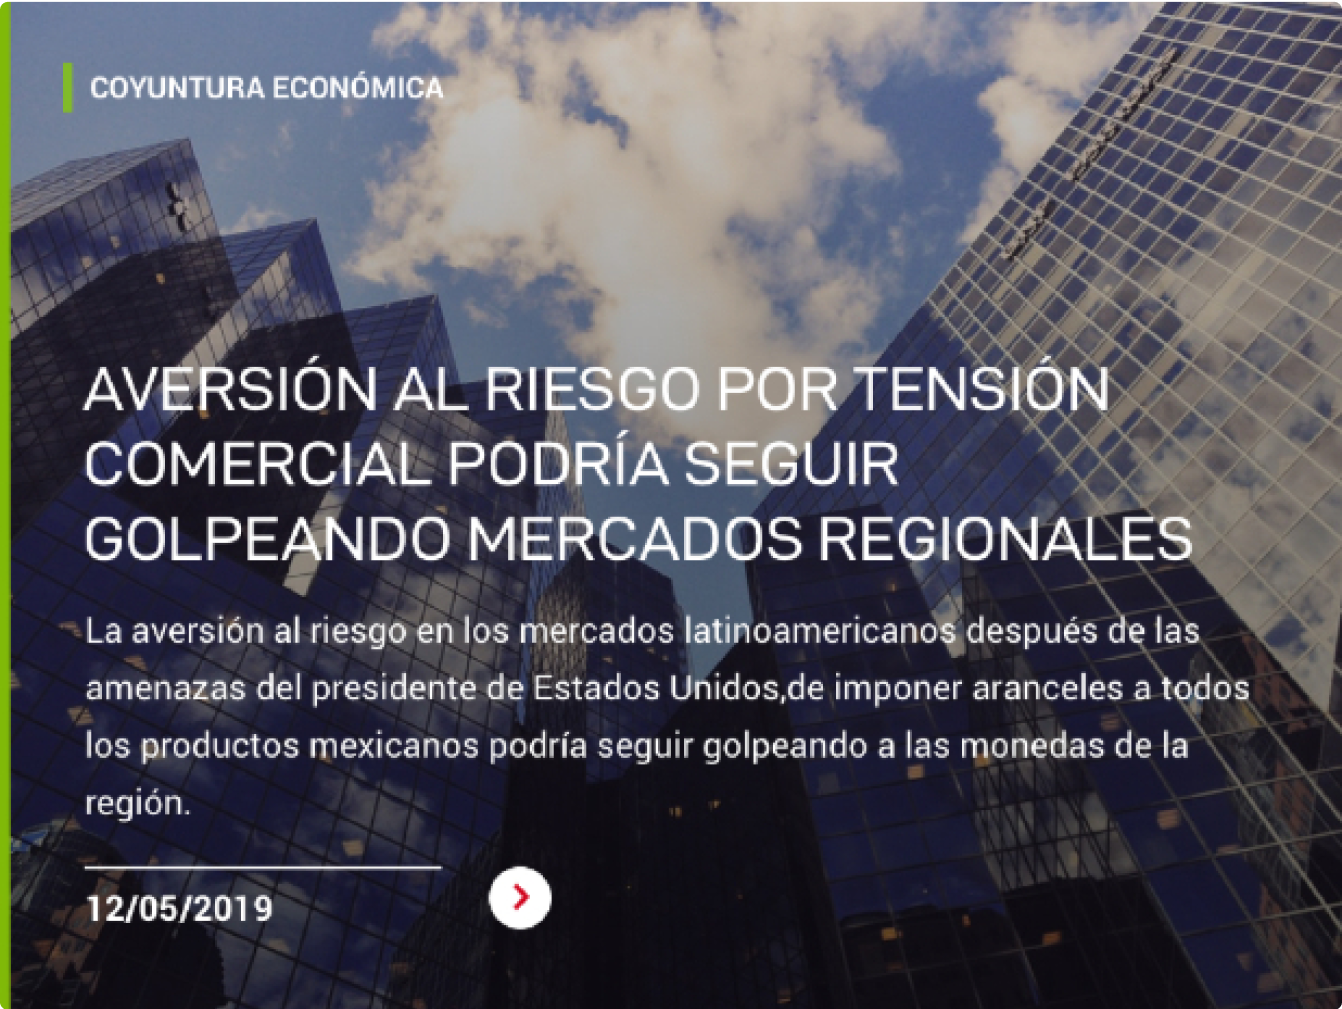 COYUNTURA ECONÓMICA
AVERSIÓN AL RIESGO POR TENSIÓN
COMERCIAL PODRÍA SEGUIR
GOLPEANDO MERCADOS REGIONALES
La aversión al riesgo en los mercados latinoamericanos después de las
amenazas del presidente de Estados Unidos,de imponer aranceles a todos
los productos mexicanos podría seguir golpeando a las monedas de la
región.
12/05/2019